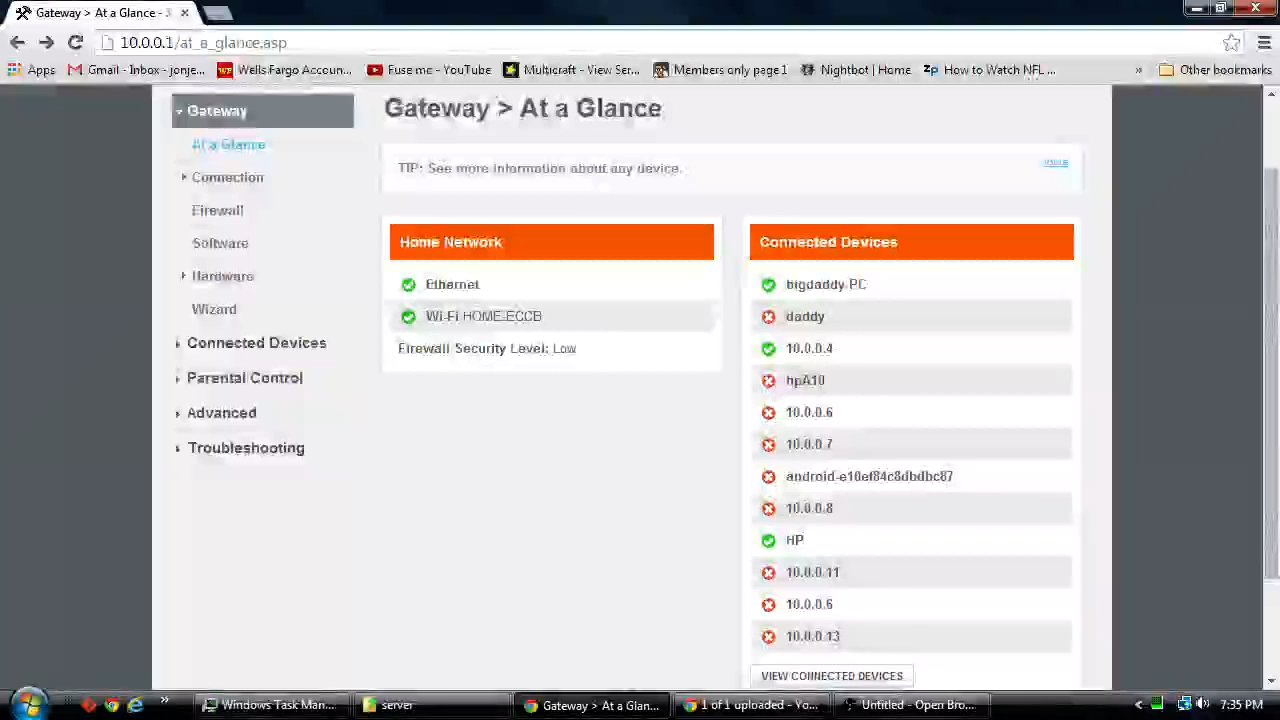 Gateway > At a Glance -
10.0.0.1/at_a_glance.asp
Apps Gmail - Inbox - jonje... Wells Fargo Accoun... Fuse me - YouTube Multicraft - View Ser... Members only page 1 Nightbot | Home How to Watch NFL ... » Other bookmarks
Gateway
At a Glance
Connection
Firewall
Software
Hardware
Wizard
Connected Devices
Parental Control
Advanced
Troubleshooting
Gateway > At a Glance
TIP: See more information about any device.
more
Home Network
Ethernet
Wi-Fi HOME-ECCB
Firewall Security Level: Low
Connected Devices
bigdaddy-PC
daddy
10.0.0.4
hpA10
10.0.0.6
10.0.0.7
android-e10ef84c8dbdbc87
10.0.0.8
HP
10.0.0.11
10.0.0.6
10.0.0.13
VIEW CONNECTED DEVICES
» Windows Task Man... server Gateway > At a Glan... 1 of 1 uploaded - Yo... Untitled - Open Bro... 7:35 PM